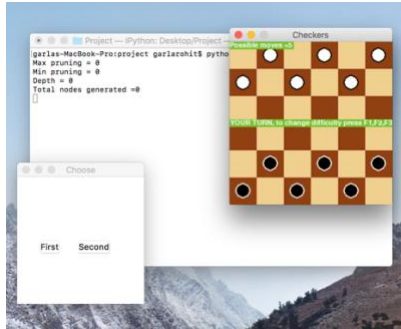 Project — IPython: Desktop/Project
garlas-MacBook-Pro:project garlarohit$ pytho
Max pruning = 0
Min pruning = 0
Depth = 0
Total nodes generated =0
Checkers
Possible moves =
YOUR TURN, to change difficulty press F1,F2,F3
Choose
First
Second